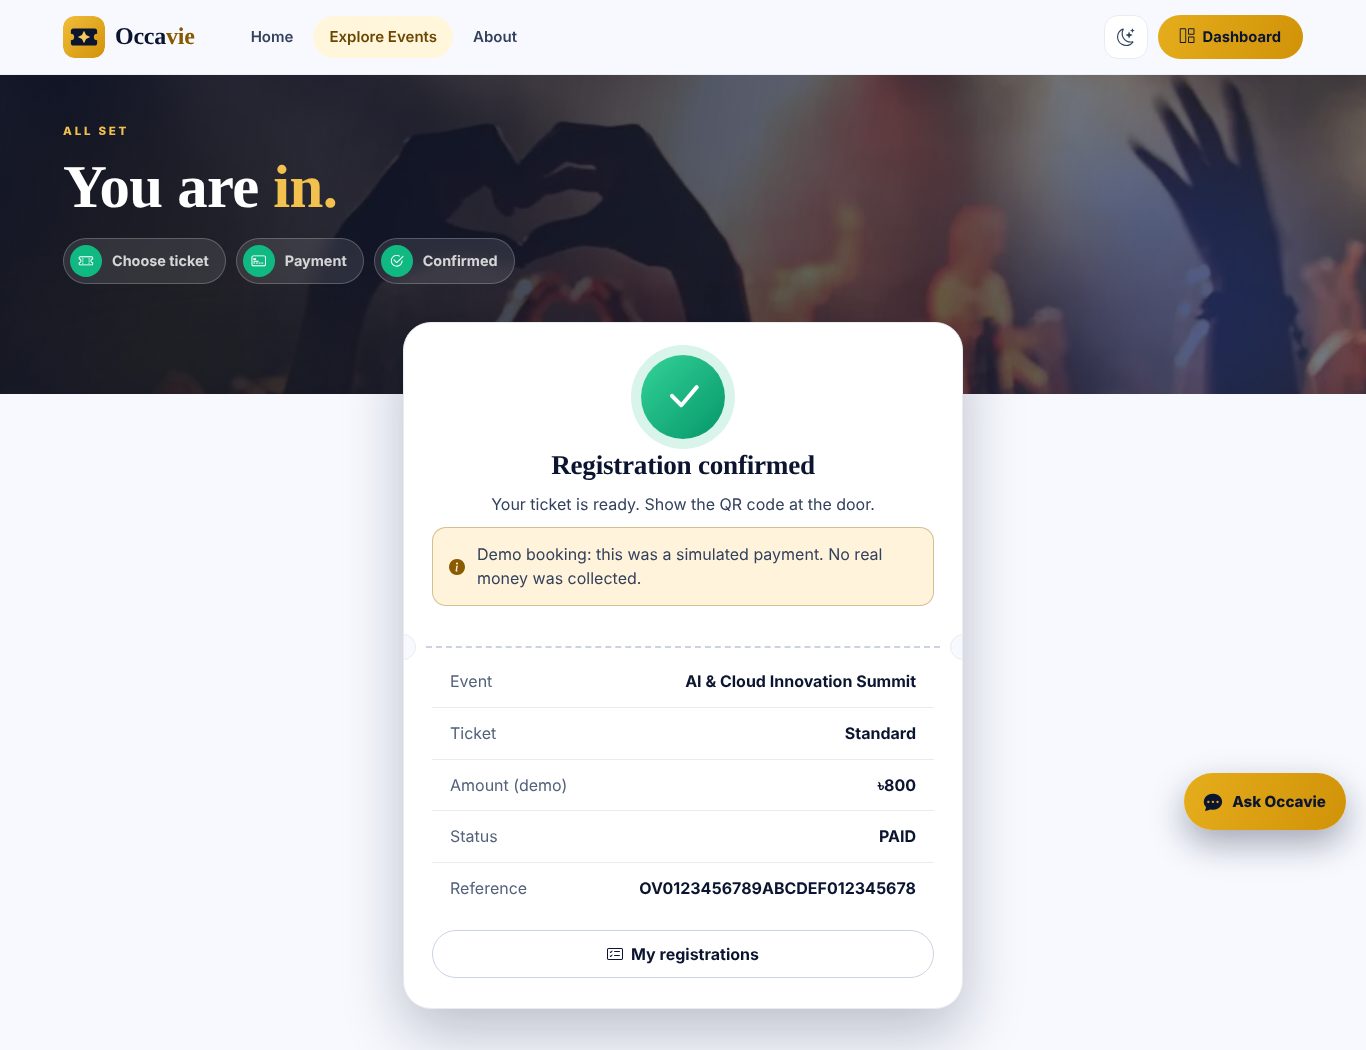 Occavie
Home
Explore Events
About
Dashboard
ALL SET
You are in.
Choose ticket
Payment
Confirmed
Registration confirmed
Your ticket is ready. Show the QR code at the door.
Demo booking: this was a simulated payment. No real
money was collected.
Event
AI & Cloud Innovation Summit
Ticket
Standard
Amount (demo)
৳800
Status
PAID
Reference
OV0123456789ABCDEF012345678
My registrations
Ask Occavie